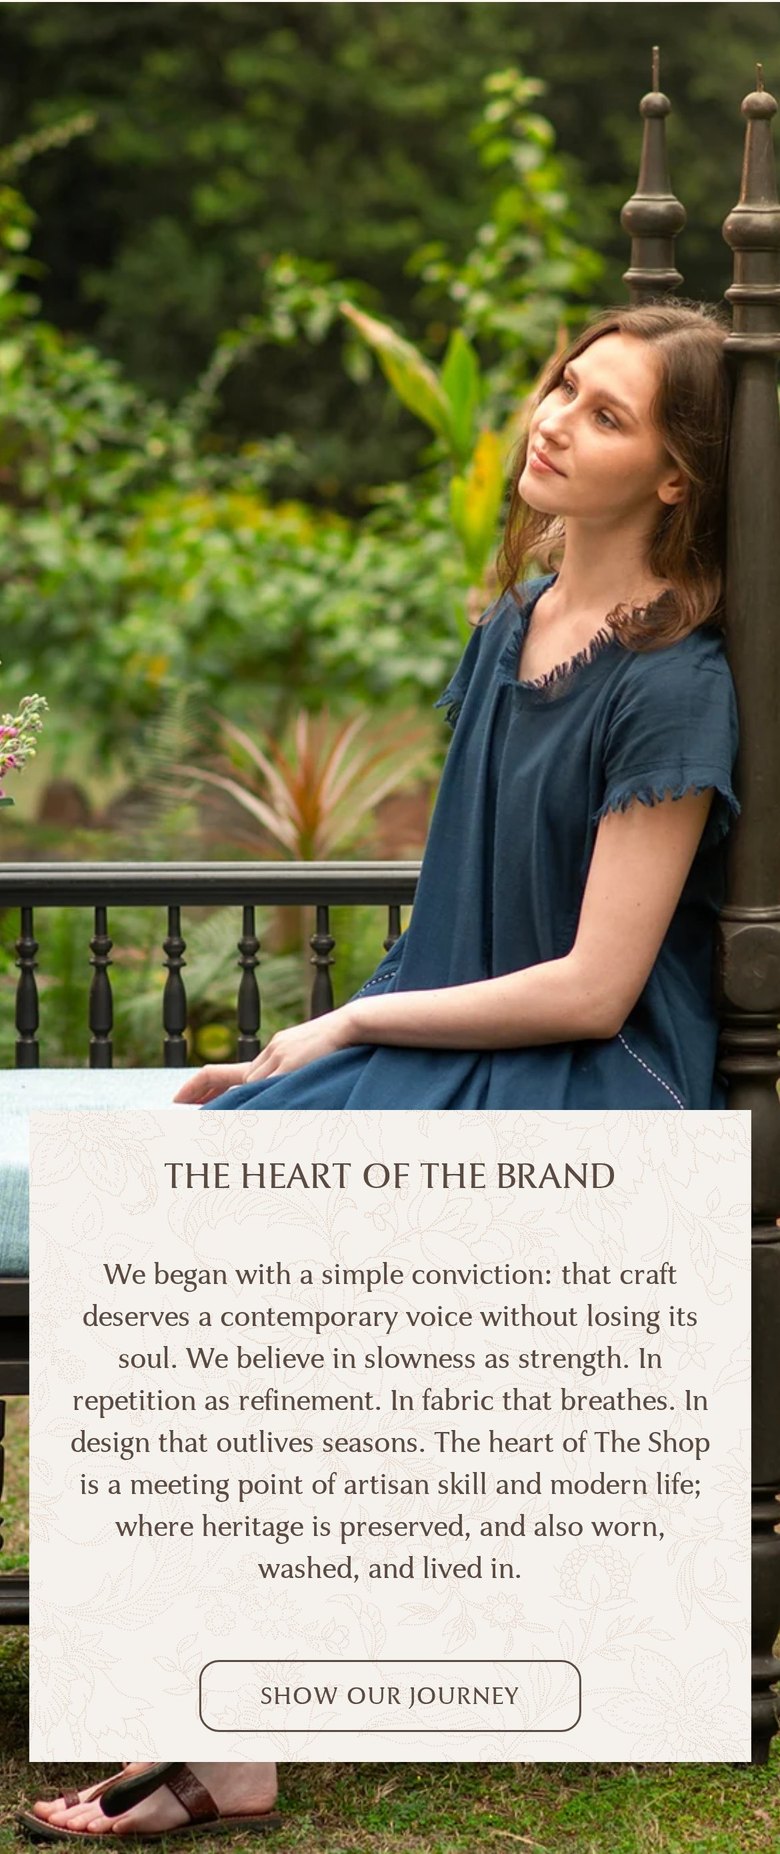 THE HEART OF THE BRAND
We began with a simple conviction: that craft
deserves a contemporary voice without losing its
soul. We believe in slowness as strength. In
repetition as refinement. In fabric that breathes. In
design that outlives seasons. The heart of The Shop
is a meeting point of artisan skill and modern life;
where heritage is preserved, and also worn,
washed, and lived in.
SHOW OUR JOURNEY